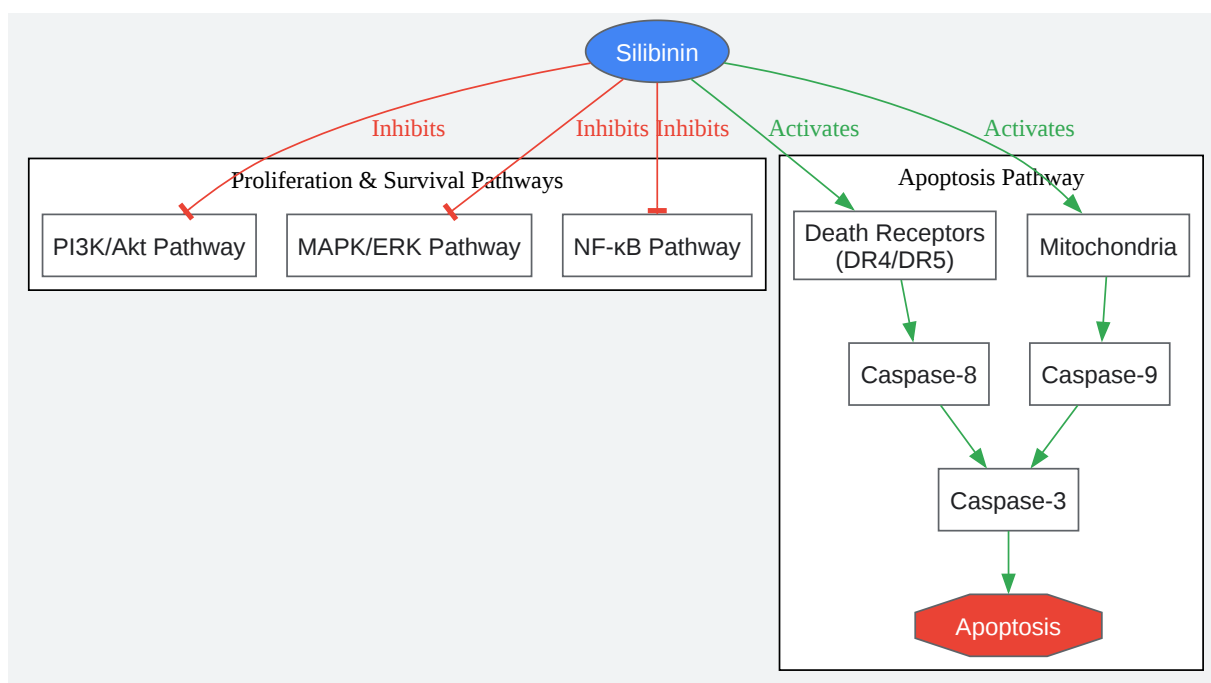 Silibinin
Inhibits
Inhibits
Inhibits
Activates
Activates
Proliferation & Survival Pathways
Apoptosis Pathway
PI3K/Akt Pathway
MAPK/ERK Pathway
NF-κB Pathway
Death Receptors
(DR4/DR5)
Mitochondria
Caspase-8
Caspase-9
Caspase-3
Apoptosis